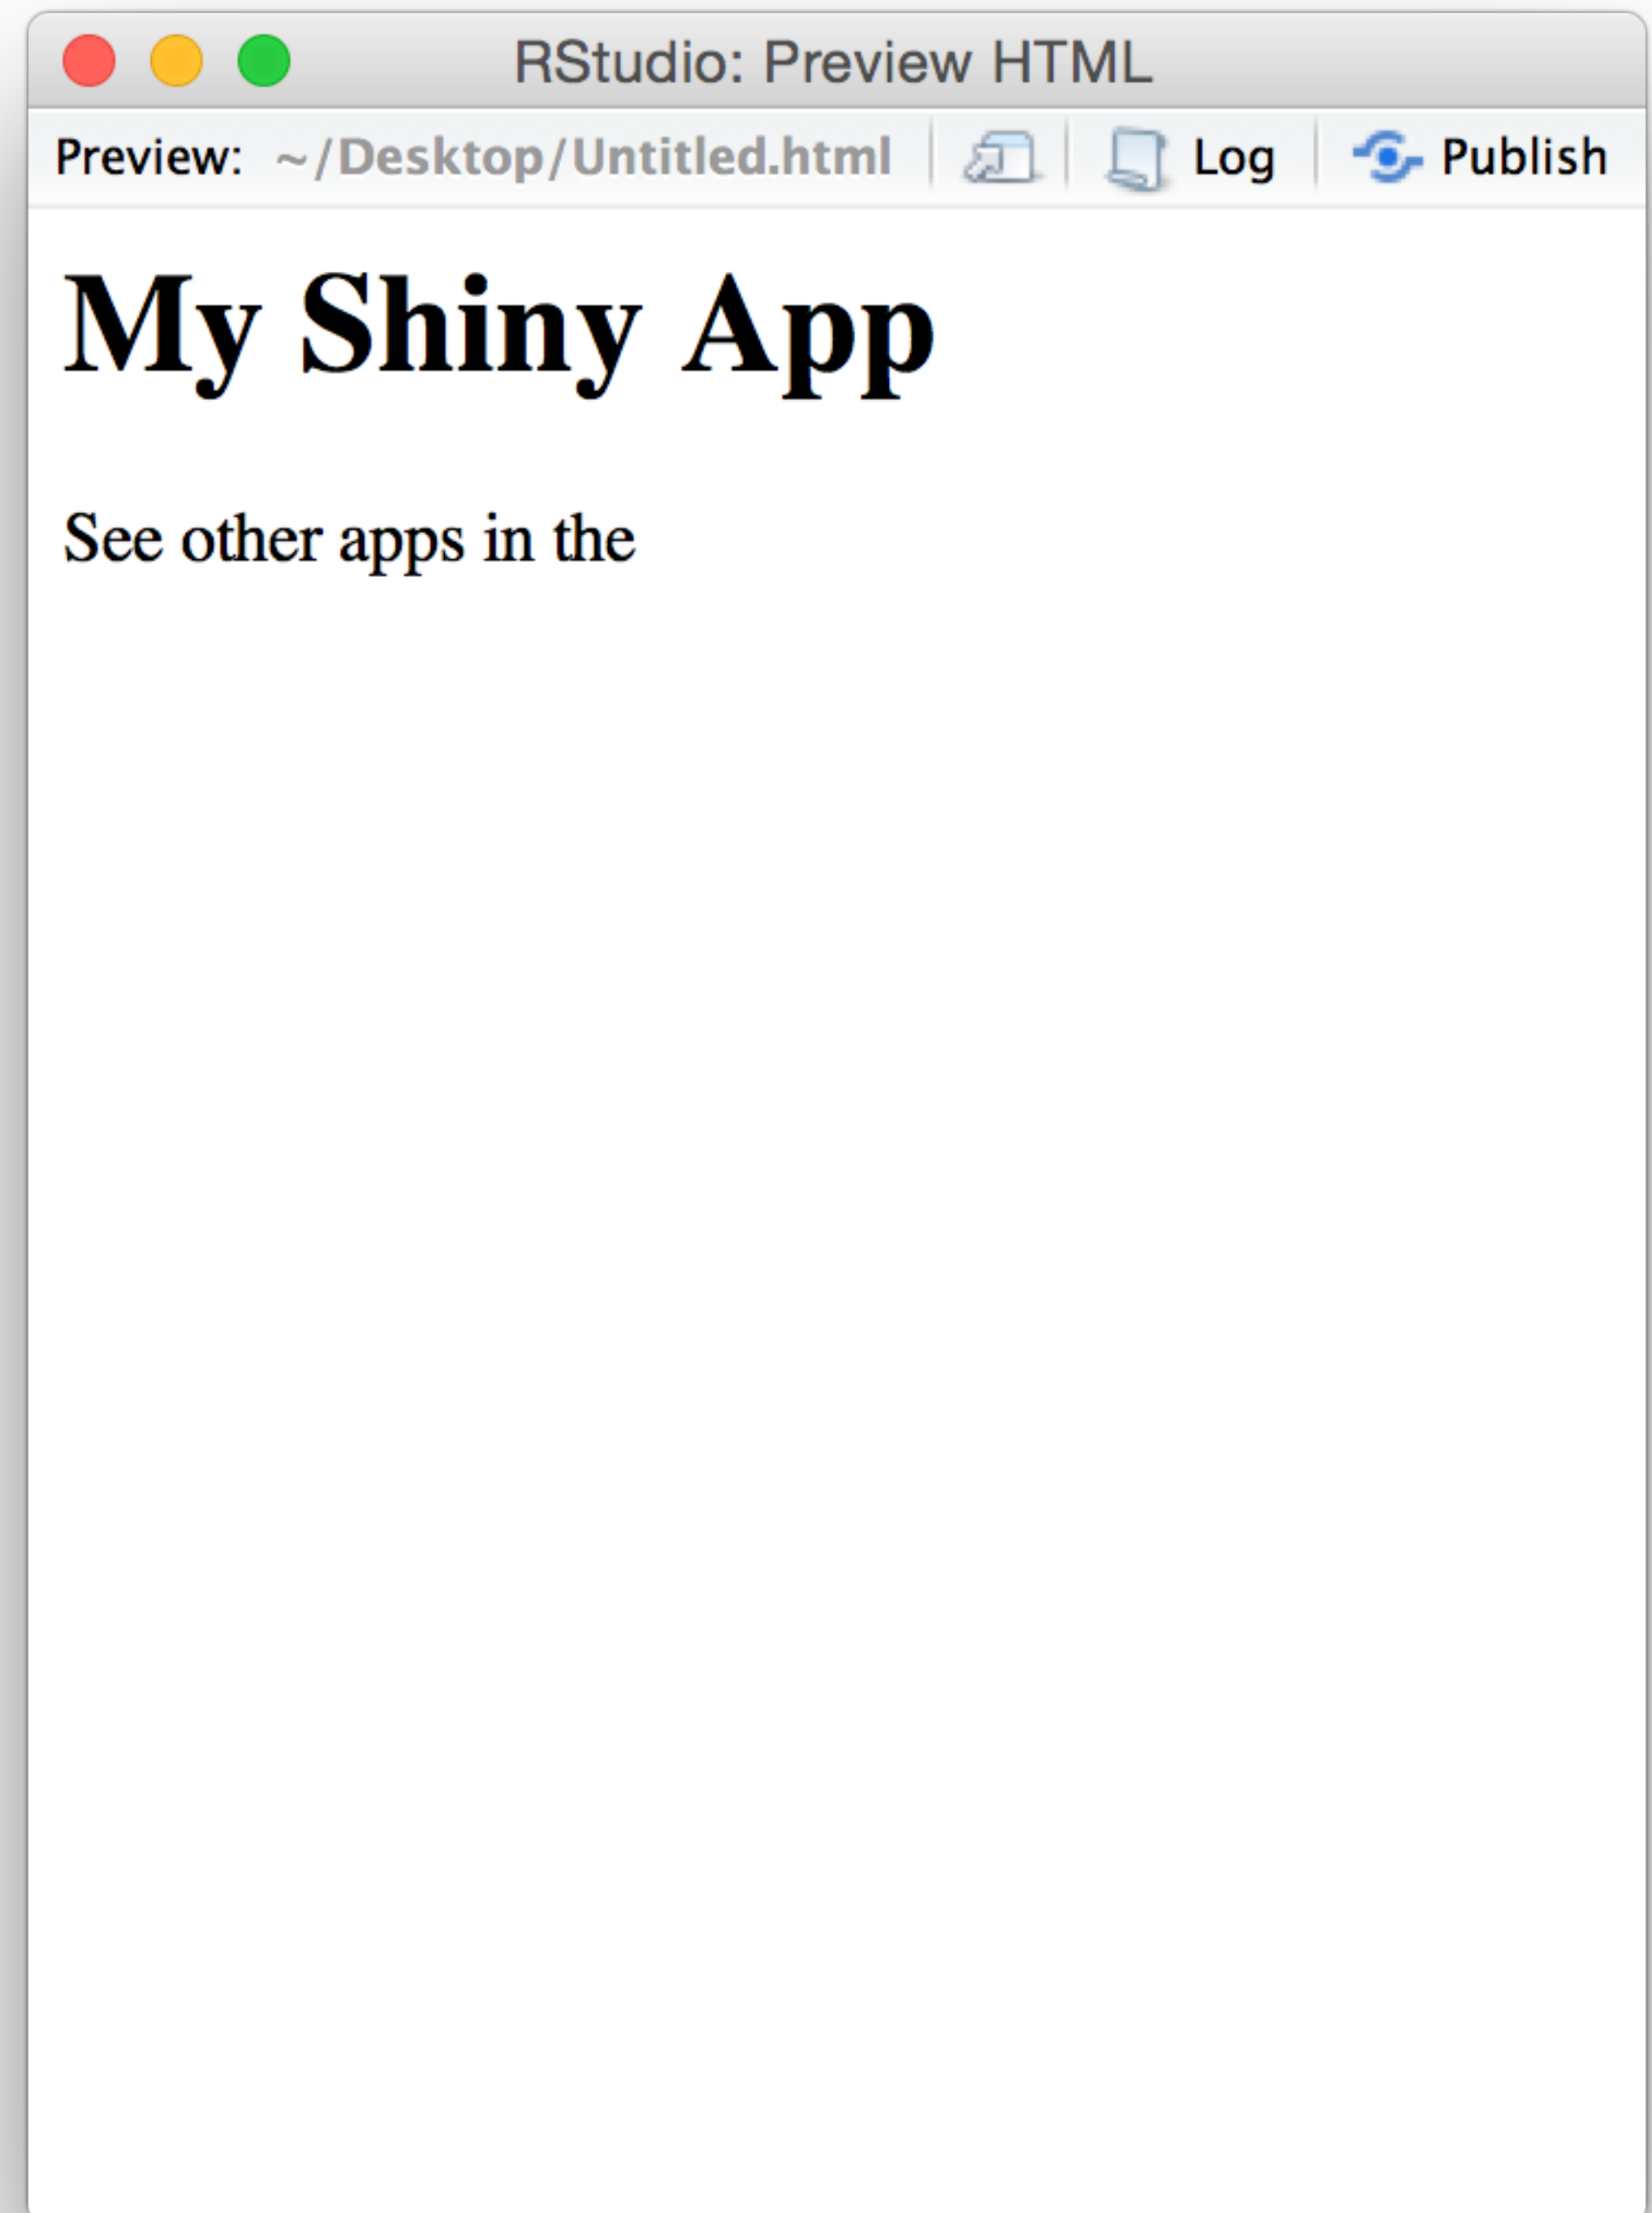 RStudio: Preview HTML
Preview: ~/Desktop/Untitled.html Log Publish
My Shiny App
See other apps in the